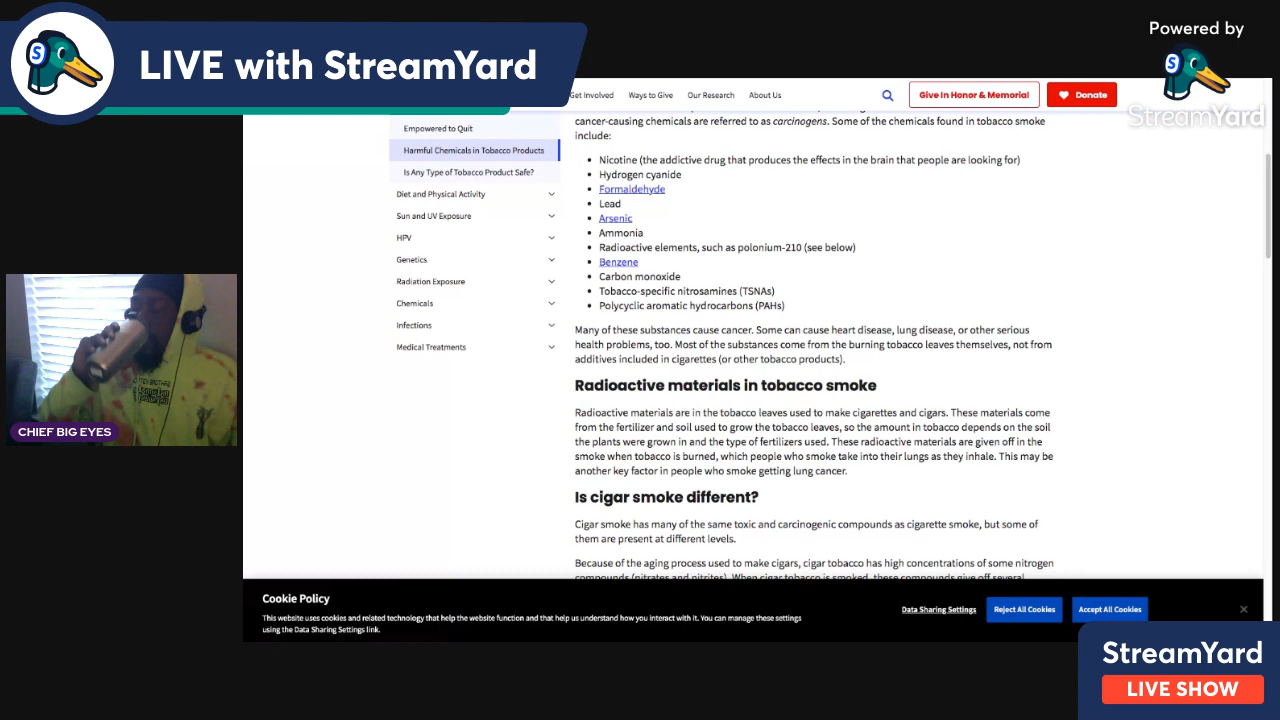 LIVE with StreamYard
Powered by
StreamYard
Get Involved
Ways to Give
Our Research
About Us
Give In Honor & Memorial
Donate
Empowered to Quit
Harmful Chemicals in Tobacco Products
Is Any Type of Tobacco Product Safe?
Diet and Physical Activity
Sun and UV Exposure
HPV
Genetics
Radiation Exposure
Chemicals
Infections
Medical Treatments
cancer-causing chemicals are referred to as carcinogens. Some of the chemicals found in tobacco smoke
include:
Nicotine (the addictive drug that produces the effects in the brain that people are looking for)
Hydrogen cyanide
Formaldehyde
Lead
Arsenic
Ammonia
Radioactive elements, such as polonium-210 (see below)
Benzene
Carbon monoxide
Tobacco-specific nitrosamines (TSNAs)
Polycyclic aromatic hydrocarbons (PAHs)
Many of these substances cause cancer. Some can cause heart disease, lung disease, or other serious
health problems, too. Most of the substances come from the burning tobacco leaves themselves, not from
additives included in cigarettes (or other tobacco products).
Radioactive materials in tobacco smoke
Radioactive materials are in the tobacco leaves used to make cigarettes and cigars. These materials come
from the fertilizer and soil used to grow the tobacco leaves, so the amount in tobacco depends on the soil
the plants were grown in and the type of fertilizers used. These radioactive materials are given off in the
smoke when tobacco is burned, which people who smoke take into their lungs as they inhale. This may be
another key factor in people who smoke getting lung cancer.
Is cigar smoke different?
Cigar smoke has many of the same toxic and carcinogenic compounds as cigarette smoke, but some of
them are present at different levels.
Because of the aging process used to make cigars, cigar tobacco has high concentrations of some nitrogen
compounds (nitrates and nitrites). When cigar tobacco is smoked, these compounds give off several
CHIEF BIG EYES
Cookie Policy
This website uses cookies and related technology that help the website function and that help us understand how you interact with it. You can manage these settings
using the Data Sharing Settings link.
Data Sharing Settings
Reject All Cookies
Accept All Cookies
StreamYard
LIVE SHOW